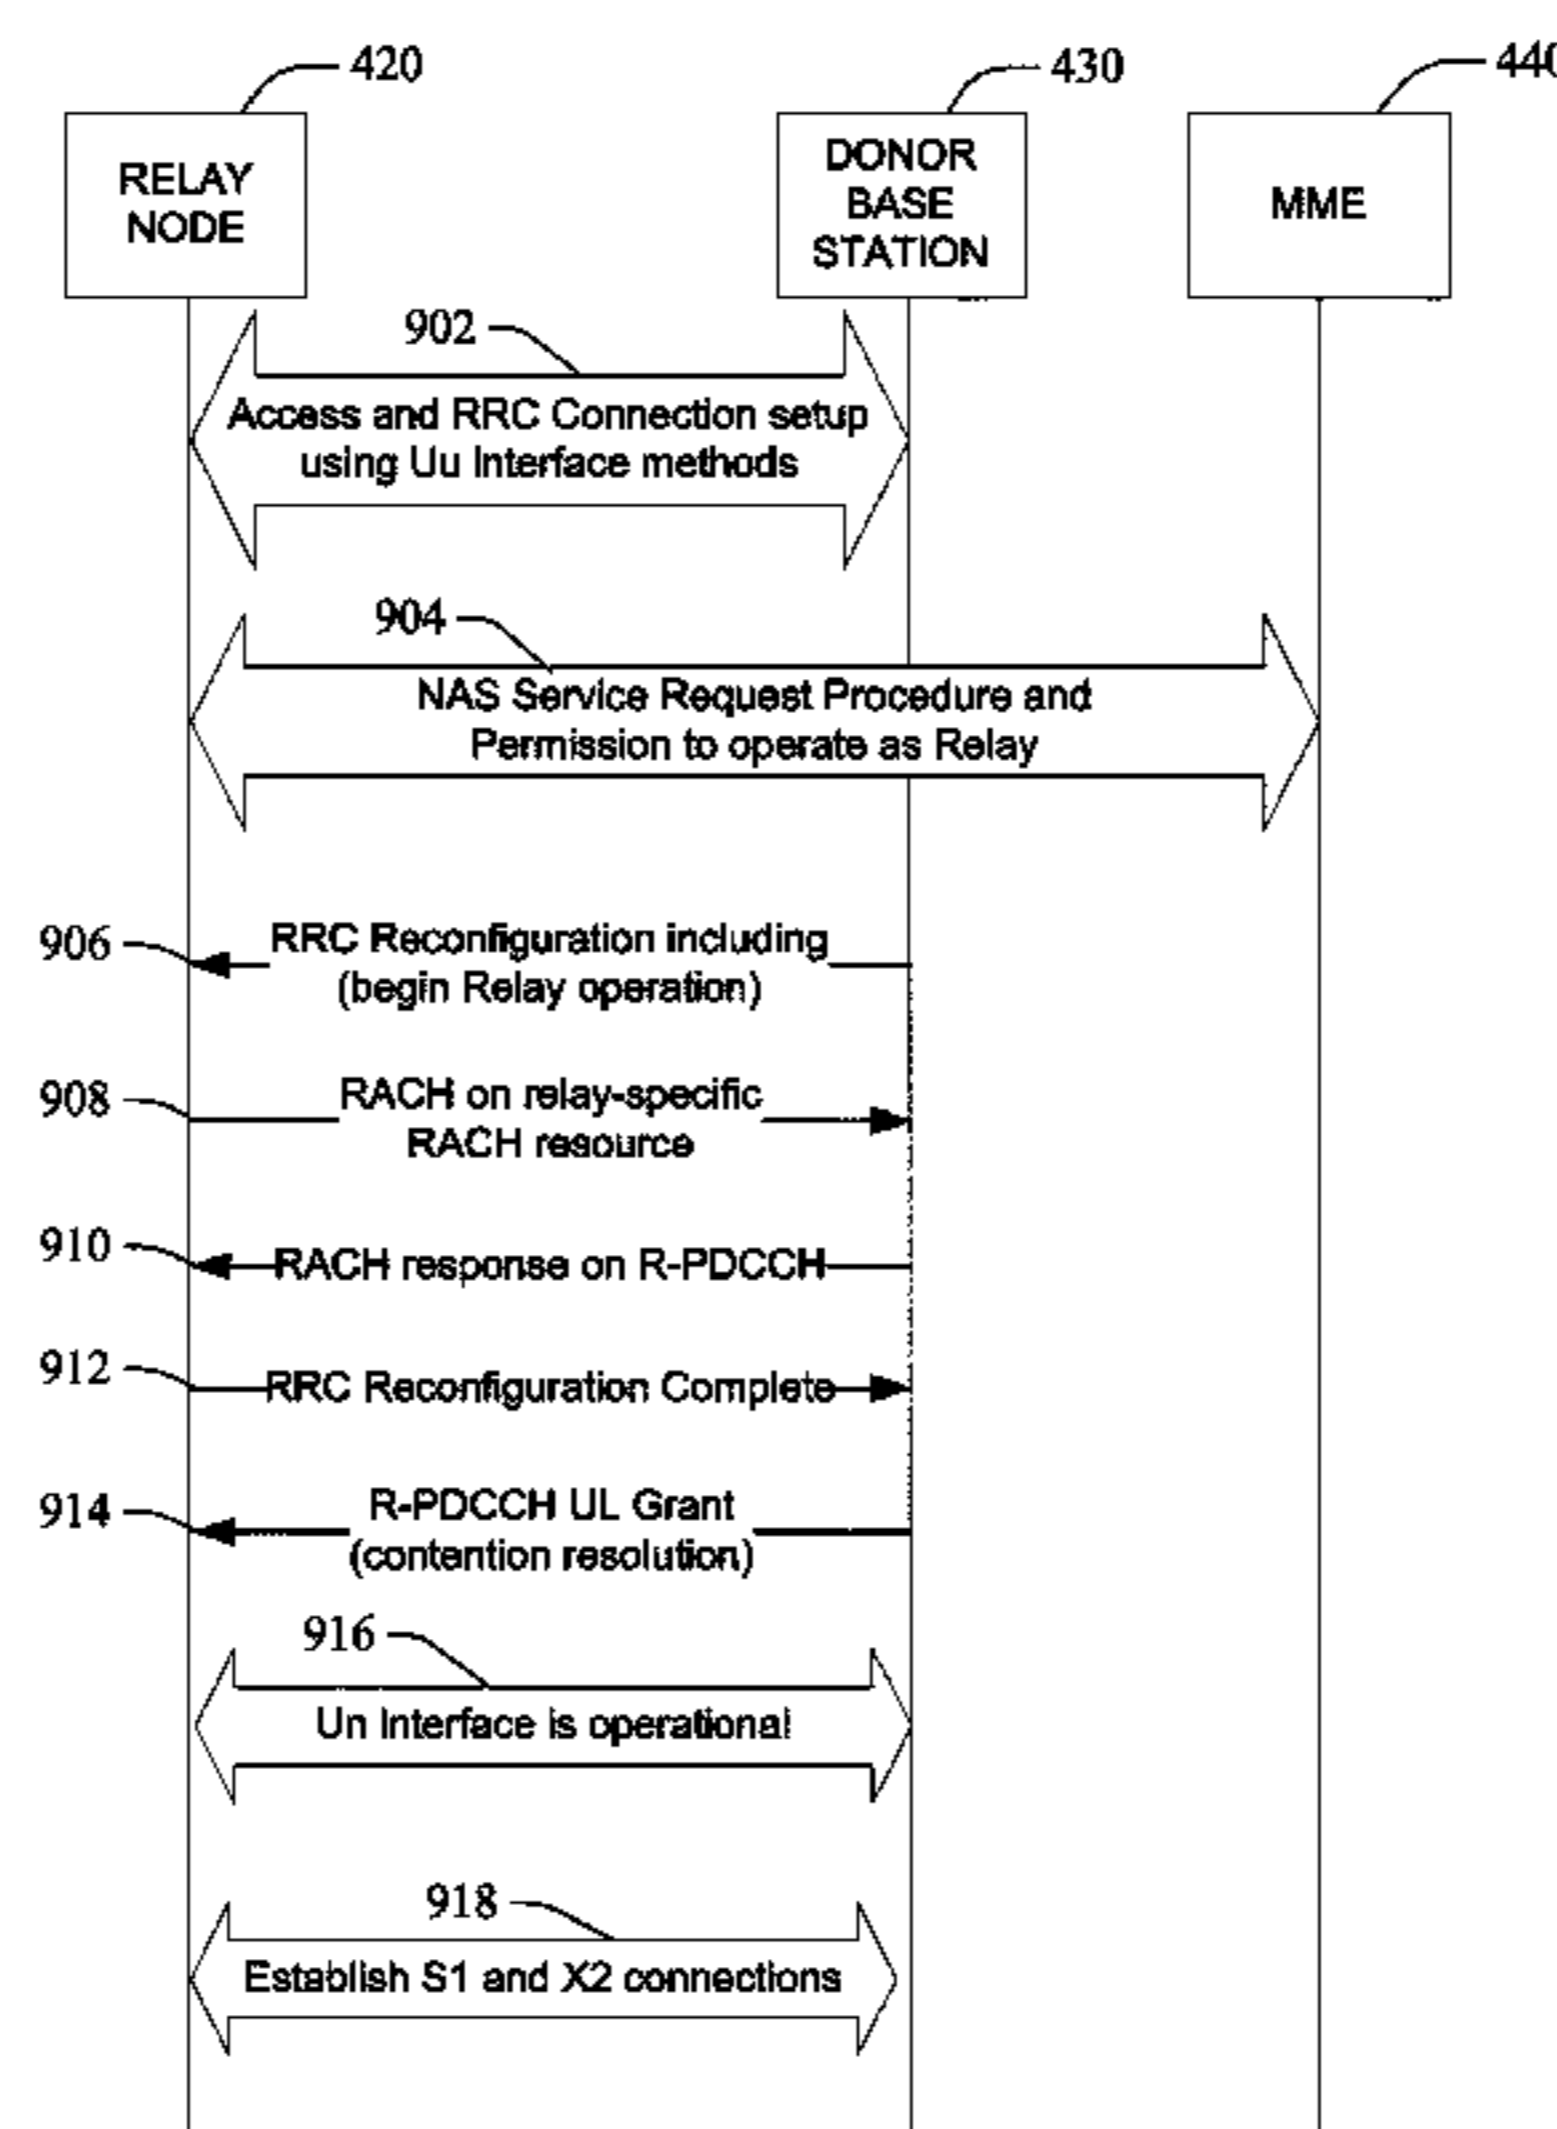 420
430
440
RELAY
NODE
DONOR
BASE
STATION
MME
902
Access and RRC Connection setup
using Uu Interface methods
904
NAS Service Request Procedure and
Permission to operate as Relay
906
RRC Reconfiguration including
(begin Relay operation)
908
RACH on relay-specific
RACH resource
910
RACH response on R-PDCCH
912
RRC Reconfiguration Complete
914
R-PDCCH UL Grant
(contention resolution)
916
Un Interface is operational
918
Establish S1 and X2 connections